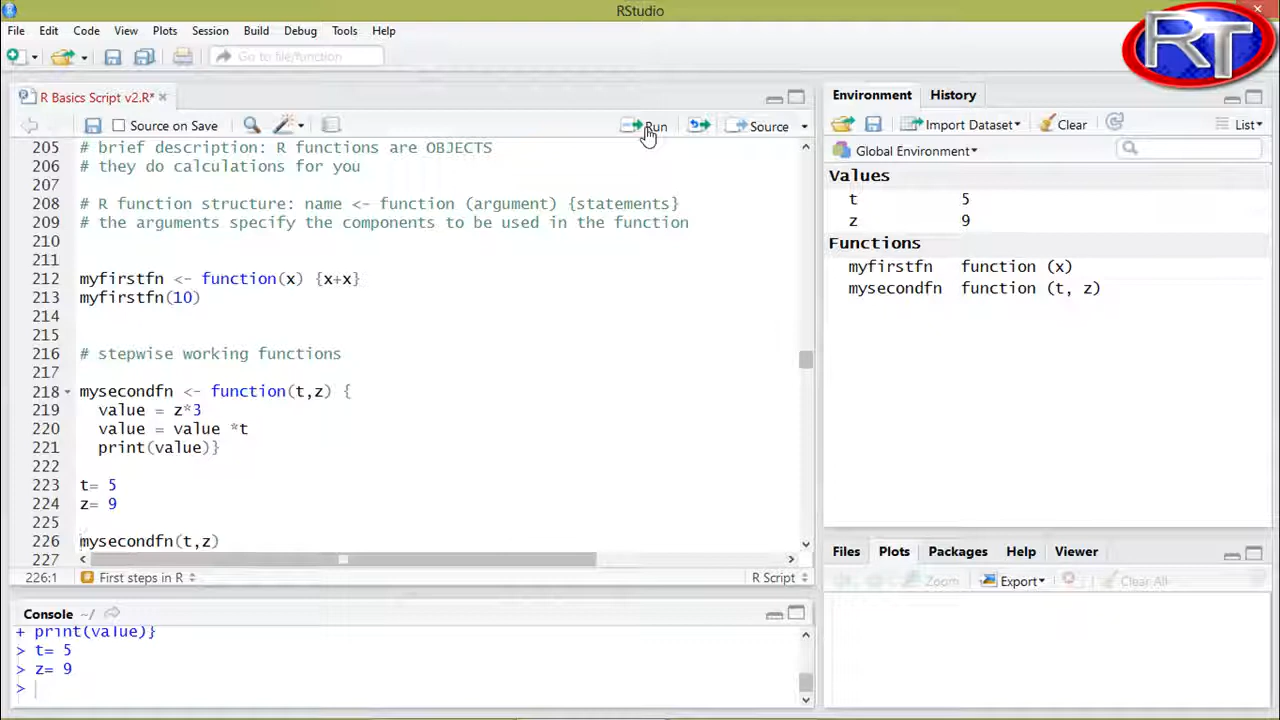 RStudio
RT
File Edit Code View Plots Session Build Debug Tools Help
Go to file/function
R Basics Script v2.R*
Source on Save Run Source
205 # brief description: R functions are OBJECTS
206 # they do calculations for you
207
208 # R function structure: name <- function (argument) {statements}
209 # the arguments specify the components to be used in the function
210
211
212 myfirstfn <- function(x) {x+x}
213 myfirstfn(10)
214
215
216 # stepwise working functions
217
218 mysecondfn <- function(t,z) {
219 value = z*3
220 value = value *t
221 print(value)}
222
223 t= 5
224 z= 9
225
226 mysecondfn(t,z)
227
226:1 First steps in R R Script
Console ~/
+ print(value)}
> t= 5
> z= 9
>
Environment History
Import Dataset Clear List
Global Environment
Values
t 5
z 9
Functions
myfirstfn function (x)
mysecondfn function (t, z)
Files Plots Packages Help Viewer
Zoom Export Clear All